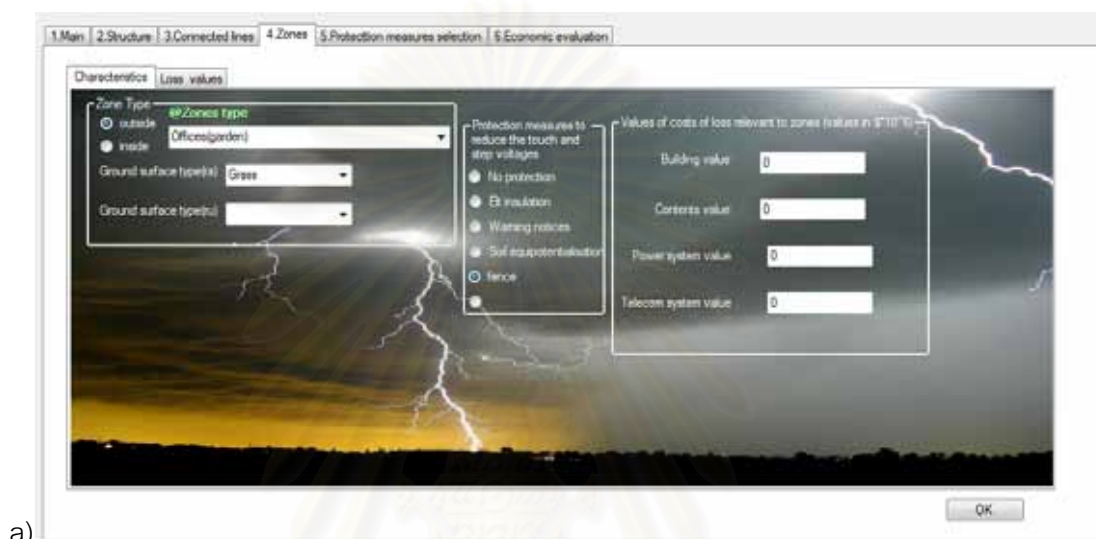 1.Main 2.Structure 3.Connected lines 4.Zones 5.Protection measures selection 6.Economic evaluation
Characteristics Loss values
Zone Type
@Zones type
outside
Offices(garden)
inside
Ground surface type(ra) Grass
Ground surface type(ru)
Protection measures to
reduce the touch and
step voltages
No protection
Warning notices
Soil equipotentialisation
fence
Values of costs of loss relevant to zones (values in $
Building value 0
Contents value 0
Power system value 0
Telecom system value 0
OK
a)